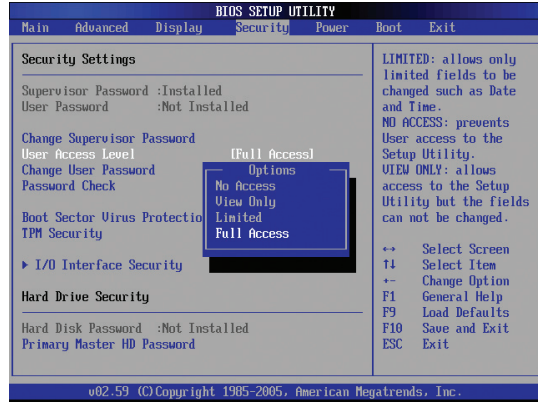 BIOS SETUP UTILITY
Main Advanced Display Security Power Boot Exit
Security Settings
Supervisor Password :Installed
User Password :Not Installed
Change Supervisor Password
User Access Level [Full Access]
Change User Password
Password Check
Boot Sector Virus Protectio
TPM Security
▶ I/O Interface Security
Hard Drive Security
Hard Disk Password :Not Installed
Primary Master HD Password
Options
No Access
View Only
Limited
Full Access
LIMITED: allows only
limited fields to be
changed such as Date
and Time.
NO ACCESS: prevents
User access to the
Setup Utility.
VIEW ONLY: allows
access to the Setup
Utility but the fields
can not be changed.
↔ Select Screen
↑↓ Select Item
+- Change Option
F1 General Help
F9 Load Defaults
F10 Save and Exit
ESC Exit
v02.59 (C)Copyright 1985-2005, American Megatrends, Inc.